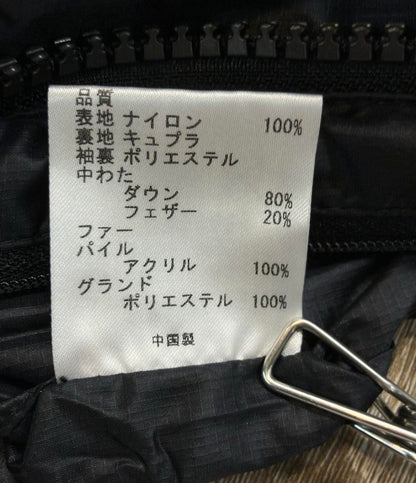 品質
表地 ナイロン 100%
裏地 キュプラ
袖裏 ポリエステル
中わた
ダウン 80%
フェザー 20%
ファー
パイル
アクリル 100%
グランド
ポリエステル 100%
中国製